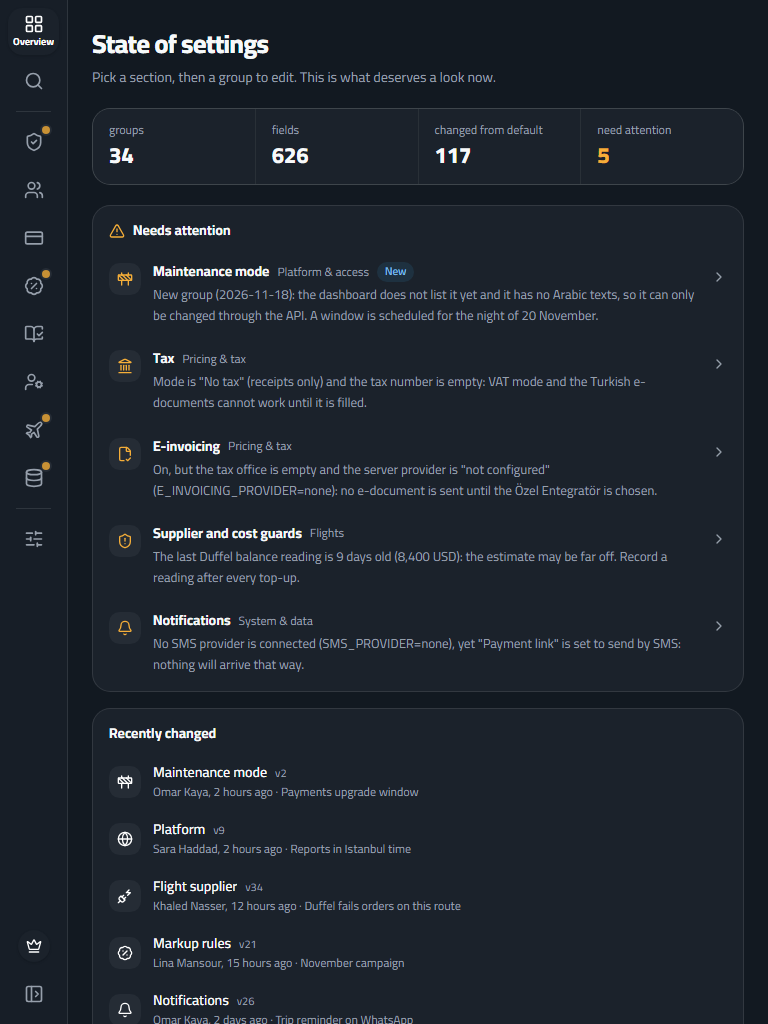 Overview
State of settings
Pick a section, then a group to edit. This is what deserves a look now.
groups
34
fields
626
changed from default
117
need attention
5
Needs attention
Maintenance mode Platform & access New
New group (2026-11-18): the dashboard does not list it yet and it has no Arabic texts, so it can only
be changed through the API. A window is scheduled for the night of 20 November.
Tax Pricing & tax
Mode is "No tax" (receipts only) and the tax number is empty: VAT mode and the Turkish e-
documents cannot work until it is filled.
E-invoicing Pricing & tax
On, but the tax office is empty and the server provider is "not configured"
(E_INVOICING_PROVIDER=none): no e-document is sent until the Özel Entegratör is chosen.
Supplier and cost guards Flights
The last Duffel balance reading is 9 days old (8,400 USD): the estimate may be far off. Record a
reading after every top-up.
Notifications System & data
No SMS provider is connected (SMS_PROVIDER=none), yet "Payment link" is set to send by SMS:
nothing will arrive that way.
Recently changed
Maintenance mode v2
Omar Kaya, 2 hours ago · Payments upgrade window
Platform v9
Sara Haddad, 2 hours ago · Reports in Istanbul time
Flight supplier v34
Khaled Nasser, 12 hours ago · Duffel fails orders on this route
Markup rules v21
Lina Mansour, 15 hours ago · November campaign
Notifications v26
Omar Kaya, 2 days ago · Trip reminder on WhatsApp